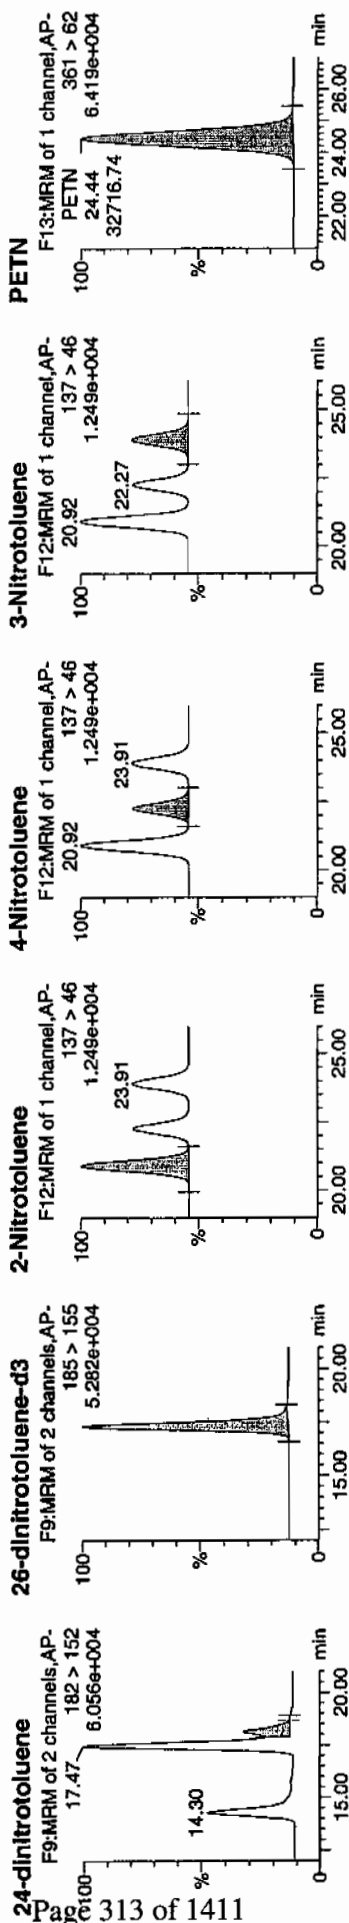 24-dinitrotoluene
F9:MRM of 2 channels,AP-
182 > 152
6.056e+004
17.47
14.30
100
%
0
15.00
20.00
min
26-dinitrotoluene-d3
F9:MRM of 2 channels,AP-
185 > 155
5.282e+004
100
%
0
15.00
20.00
min
2-Nitrotoluene
F12:MRM of 1 channel,AP-
137 > 46
1.249e+004
23.91
100
%
0
20.00
25.00
min
4-Nitrotoluene
F12:MRM of 1 channel,AP-
137 > 46
1.249e+004
20.92
23.91
100
%
0
20.00
25.00
min
3-Nitrotoluene
F12:MRM of 1 channel,AP-
137 > 46
1.249e+004
20.92
22.27
100
%
0
20.00
25.00
min
PETN
F13:MRM of 1 channel,AP-
361 > 62
6.419e+004
PETN
24.44
32716.74
100
%
0
22.00
24.00
26.00
min
Page 313 of 1411